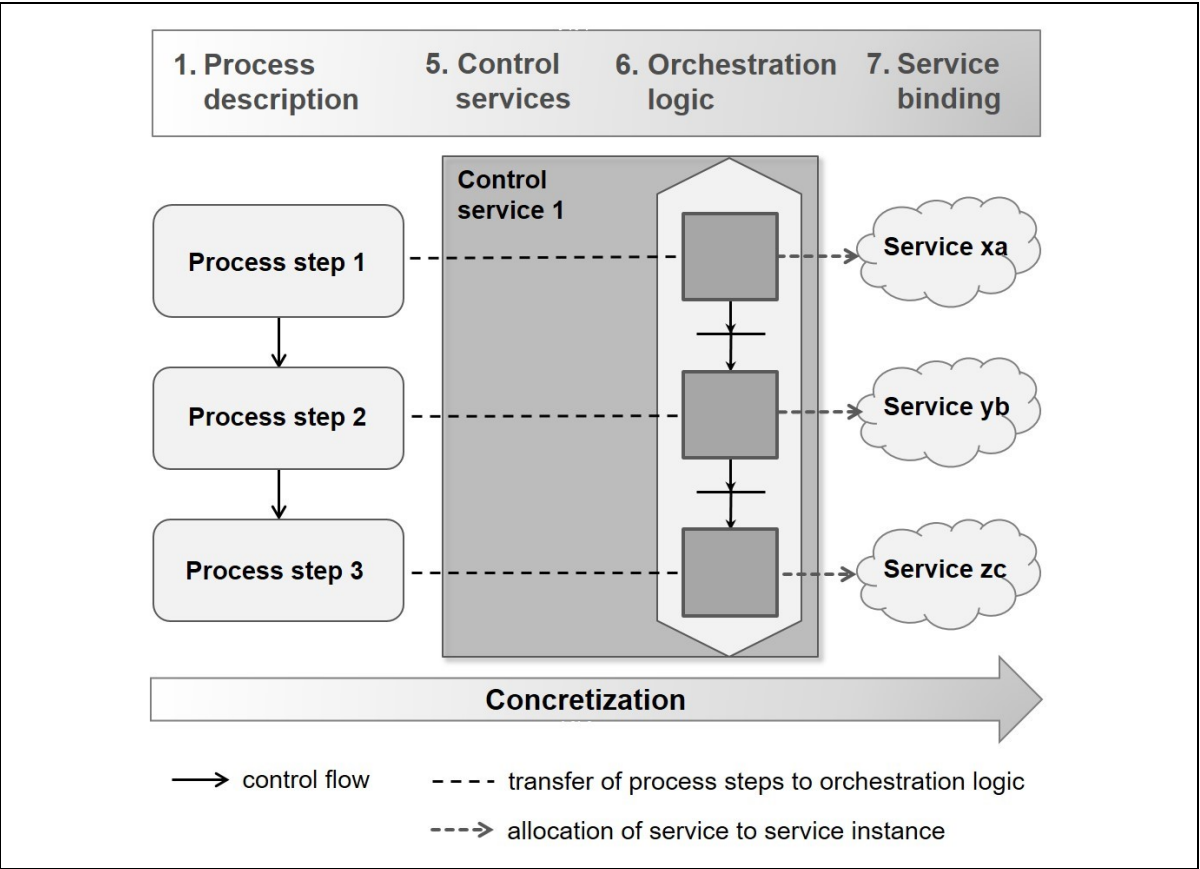 1. Process description
5. Control services
6. Orchestration logic
7. Service binding
Control
service 1
Process step 1
Service xa
Process step 2
Service yb
Process step 3
Service zc
Concretization
control flow
transfer of process steps to orchestration logic
allocation of service to service instance